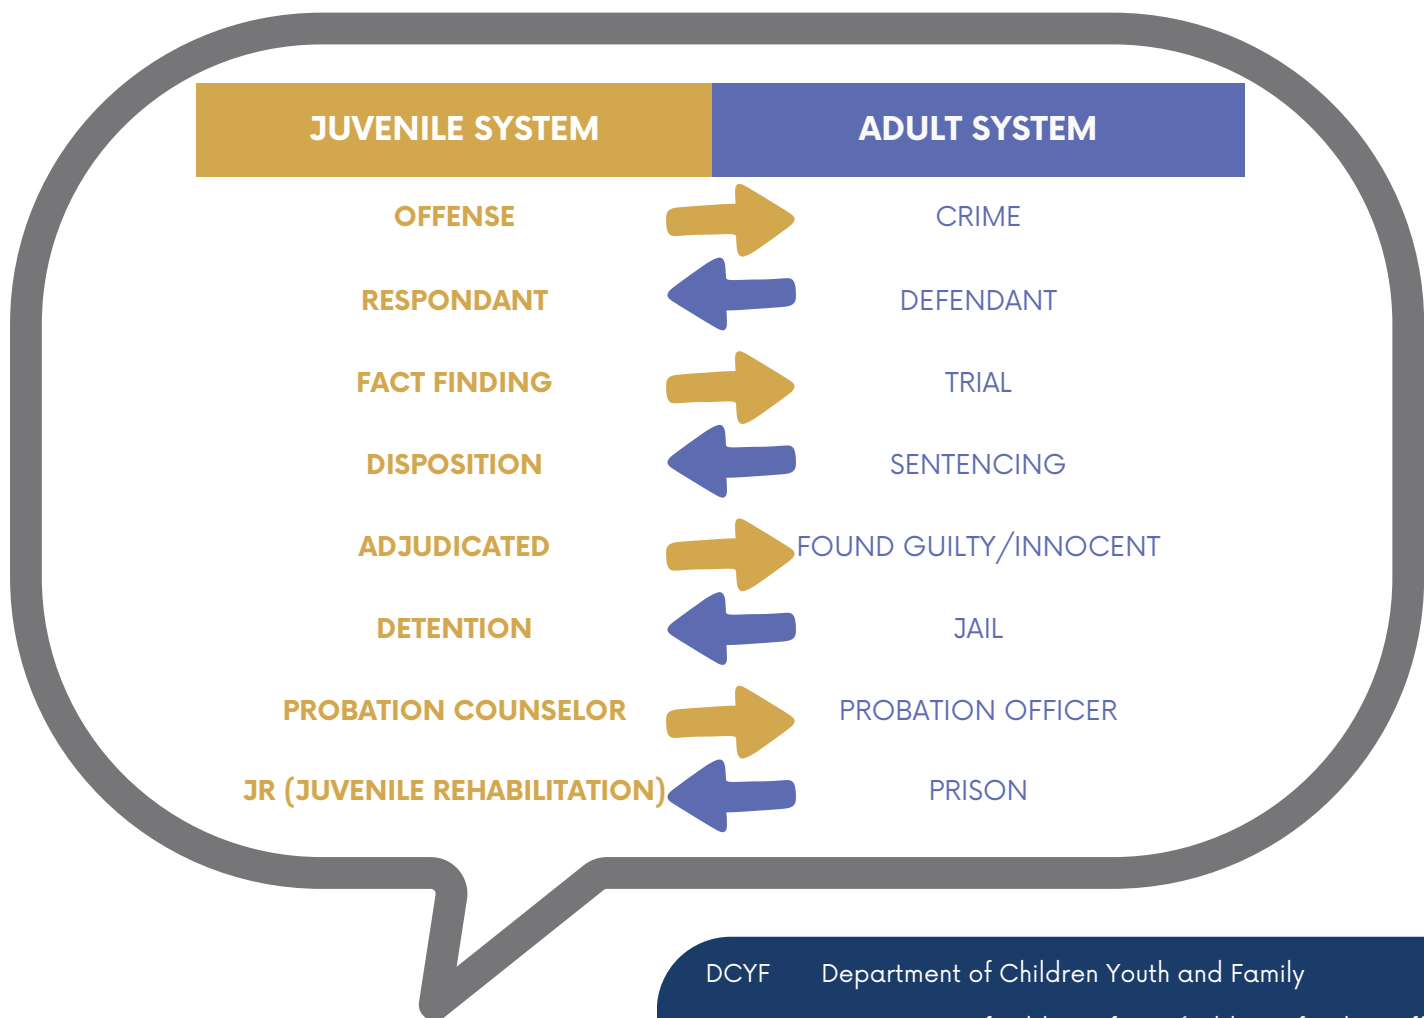 JUVENILE SYSTEM ADULT SYSTEM
OFFENSE CRIME
RESPONDANT DEFENDANT
FACT FINDING TRIAL
DISPOSITION SENTENCING
ADJUDICATED FOUND GUILTY/INNOCENT
DETENTION JAIL
PROBATION COUNSELOR PROBATION OFFICER
JR (JUVENILE REHABILITATION) PRISON
DCYF Department of Children Youth and Family